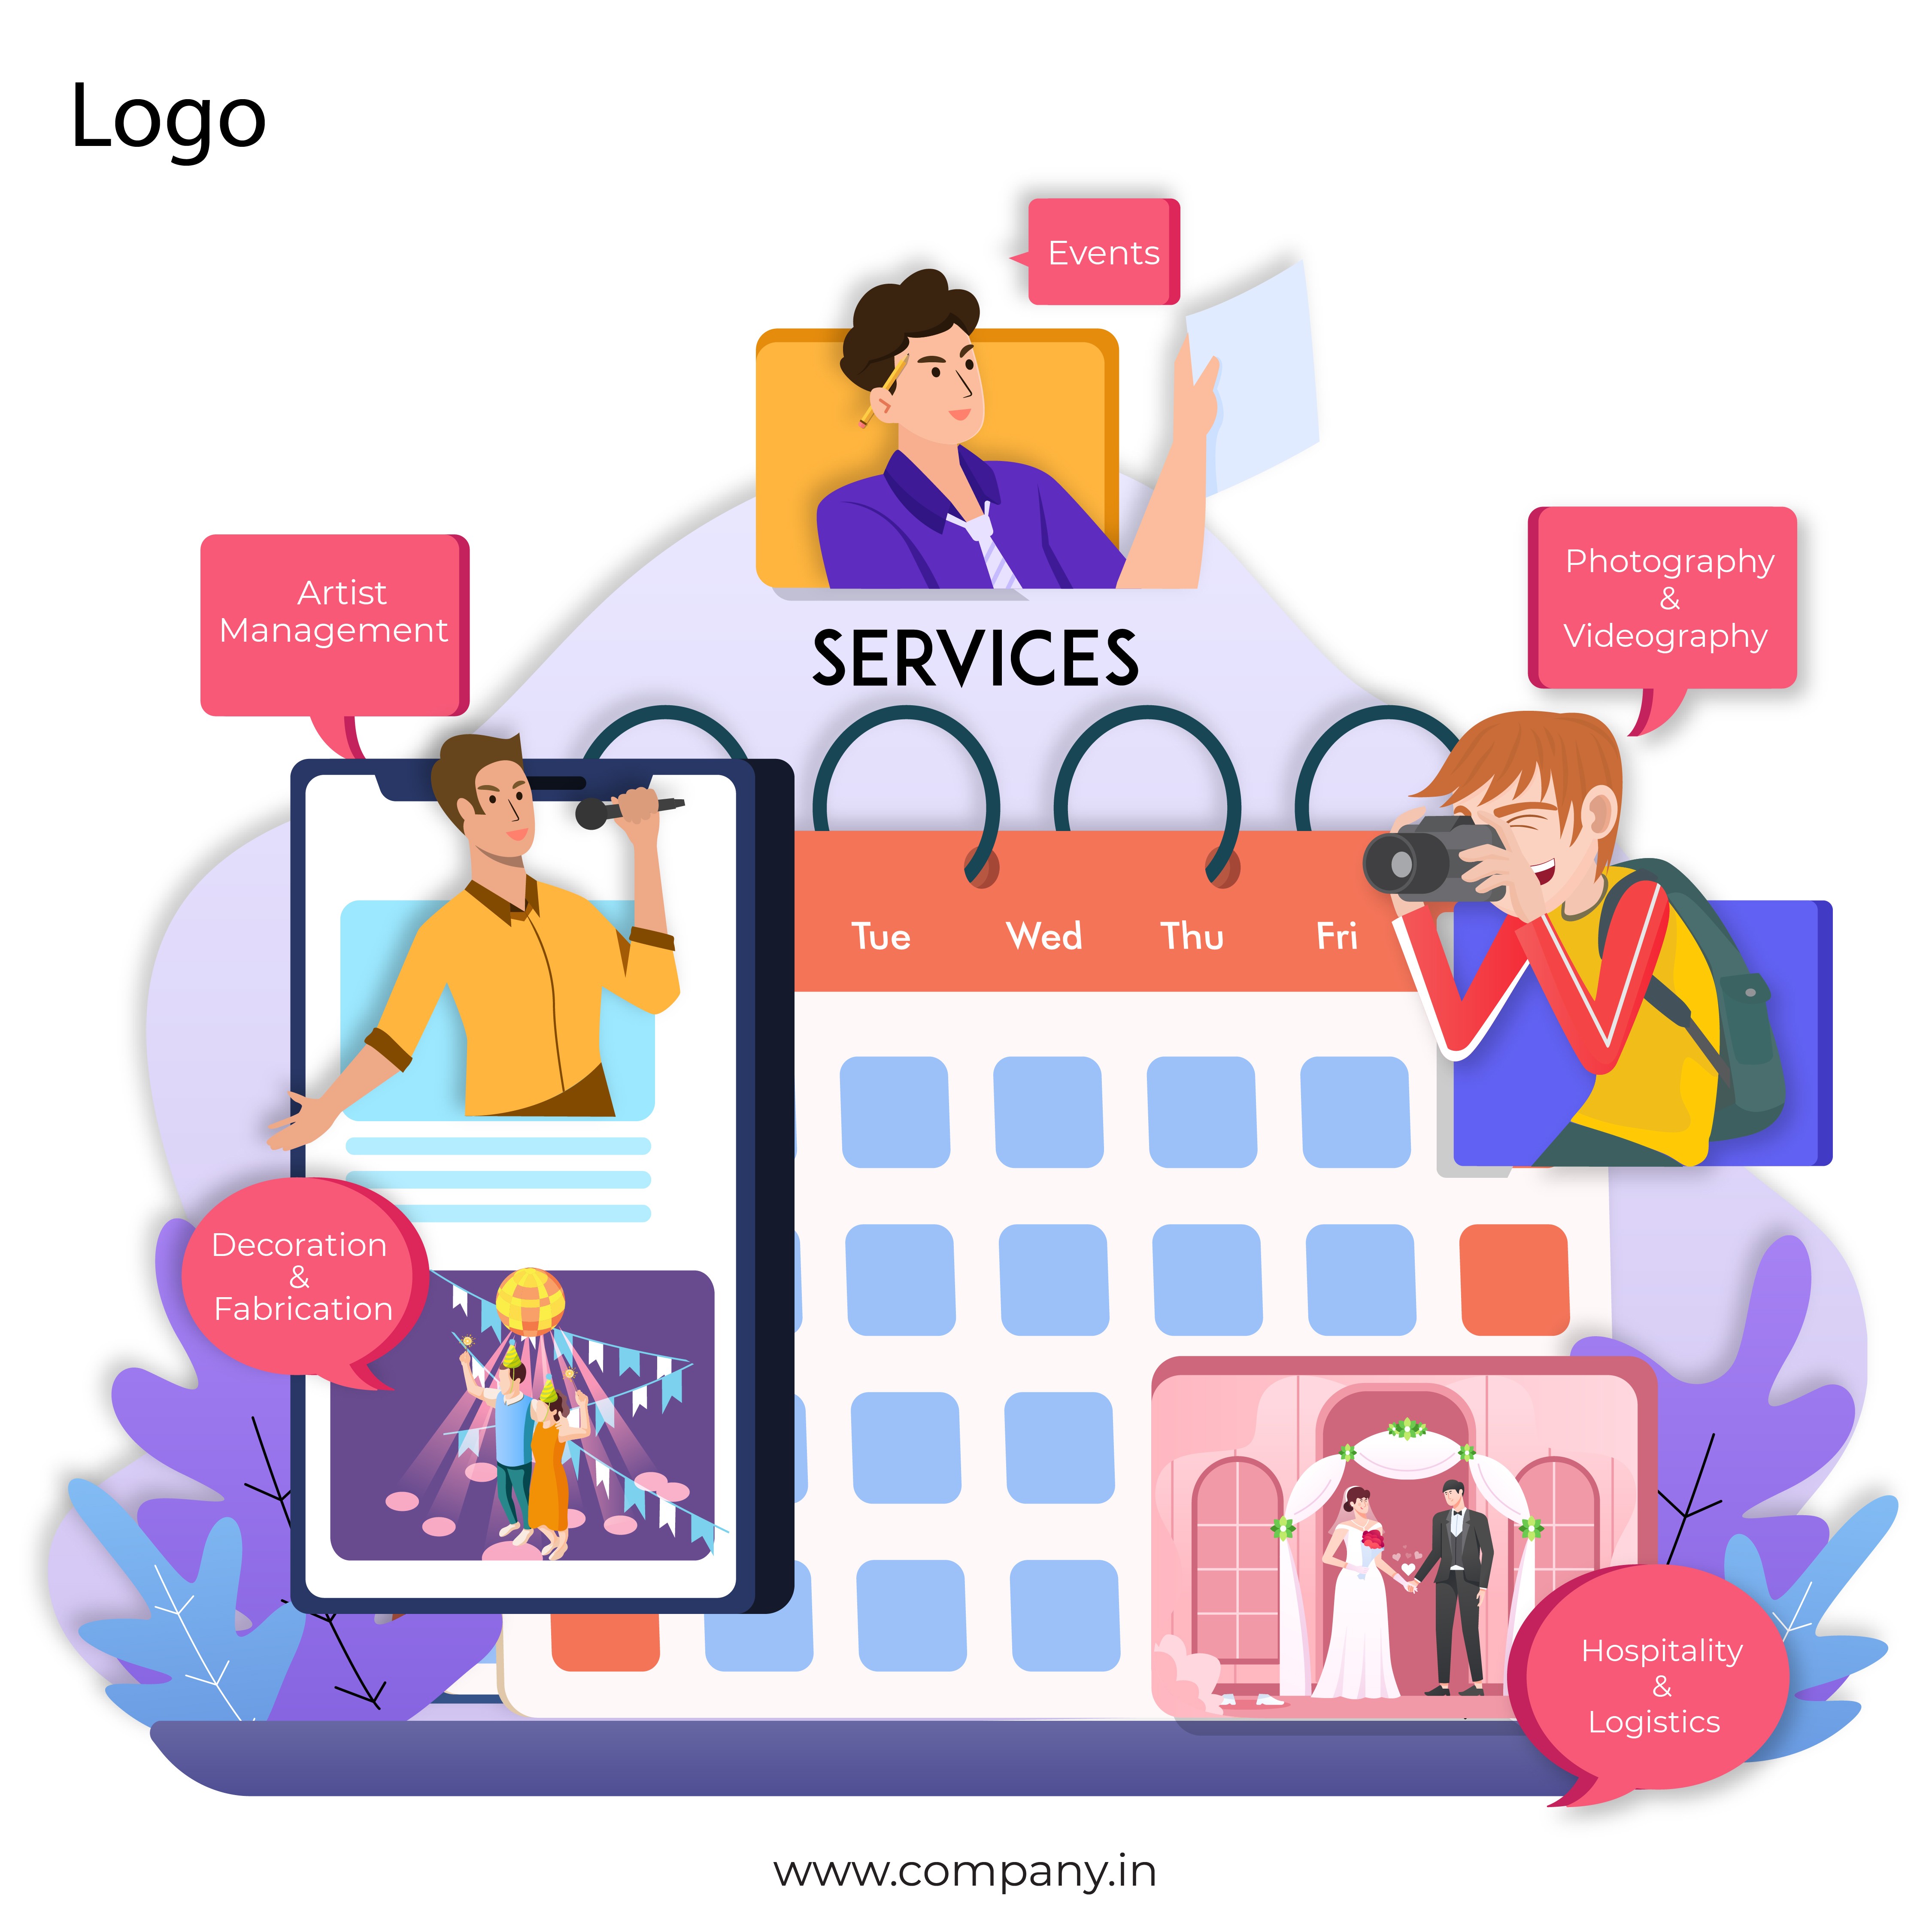 Logo
Events
Artist
Management
Photography
&
Videography
SERVICES
Tue Wed Thu Fri
Decoration
&
Fabrication
Hospitality
&
Logistics
www.company.in